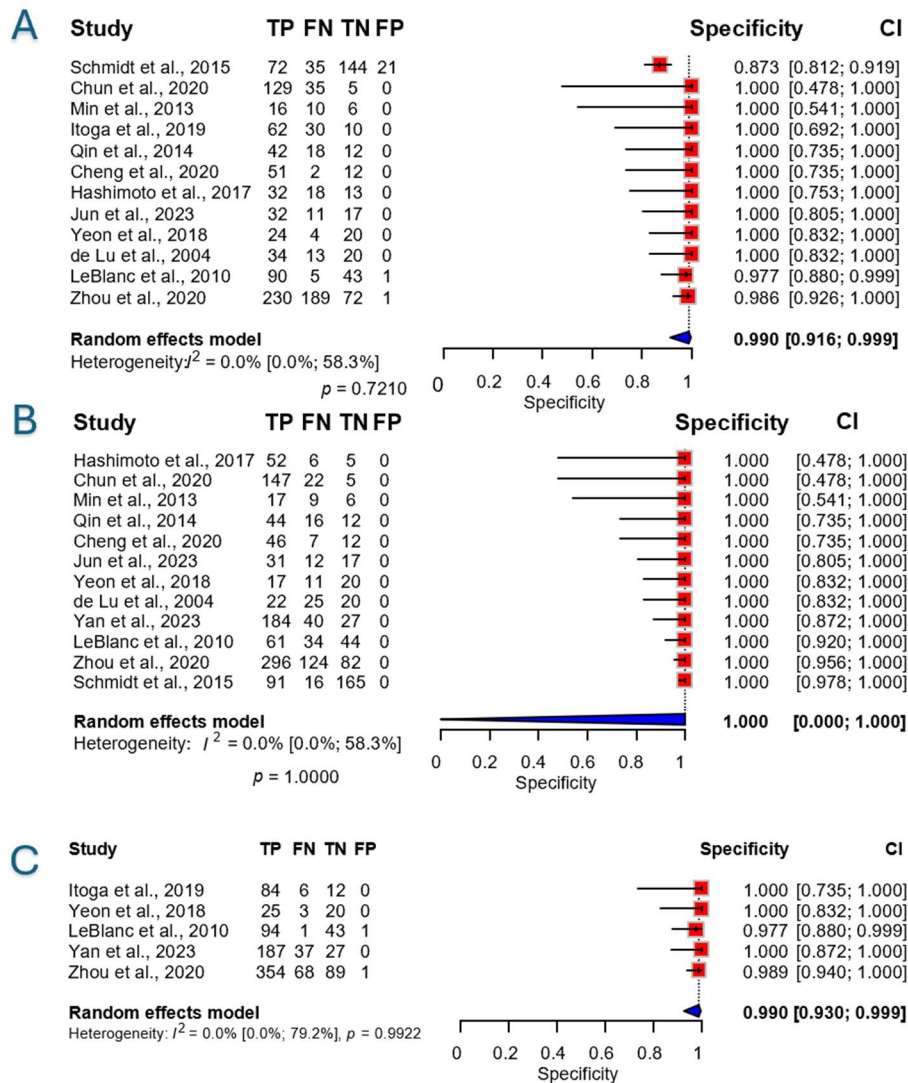 A
Study TP FN TN FP Specificity CI
Schmidt et al., 2015 72 35 144 21 0.873 [0.812; 0.919]
Chun et al., 2020 129 35 5 0 1.000 [0.478; 1.000]
Min et al., 2013 16 10 6 0 1.000 [0.541; 1.000]
Itoga et al., 2019 62 30 10 0 1.000 [0.692; 1.000]
Qin et al., 2014 42 18 12 0 1.000 [0.735; 1.000]
Cheng et al., 2020 51 2 12 0 1.000 [0.735; 1.000]
Hashimoto et al., 2017 32 18 13 0 1.000 [0.753; 1.000]
Jun et al., 2023 32 11 17 0 1.000 [0.805; 1.000]
Yeon et al., 2018 24 4 20 0 1.000 [0.832; 1.000]
de Lu et al., 2004 34 13 20 0 1.000 [0.832; 1.000]
LeBlanc et al., 2010 90 5 43 1 0.977 [0.880; 0.999]
Zhou et al., 2020 230 189 72 1 0.986 [0.926; 1.000]
Random effects model 0.990 [0.916; 0.999]
Heterogeneity: I² = 0.0% [0.0%; 58.3%]
p = 0.7210
0 0.2 0.4 0.6 0.8 1
Specificity
B
Study TP FN TN FP Specificity CI
Hashimoto et al., 2017 52 6 5 0 1.000 [0.478; 1.000]
Chun et al., 2020 147 22 5 0 1.000 [0.478; 1.000]
Min et al., 2013 17 9 6 0 1.000 [0.541; 1.000]
Qin et al., 2014 44 16 12 0 1.000 [0.735; 1.000]
Cheng et al., 2020 46 7 12 0 1.000 [0.735; 1.000]
Jun et al., 2023 31 11 17 0 1.000 [0.805; 1.000]
Yeon et al., 2018 17 11 20 0 1.000 [0.832; 1.000]
de Lu et al., 2004 22 25 20 0 1.000 [0.832; 1.000]
Yan et al., 2023 184 40 27 0 1.000 [0.872; 1.000]
LeBlanc et al., 2010 61 34 44 0 1.000 [0.920; 1.000]
Zhou et al., 2020 296 124 82 0 1.000 [0.956; 1.000]
Schmidt et al., 2015 91 16 165 0 1.000 [0.978; 1.000]
Random effects model 1.000 [0.000; 1.000]
Heterogeneity: I² = 0.0% [0.0%; 58.3%]
p = 1.0000
0 0.2 0.4 0.6 0.8 1
Specificity
C
Study TP FN TN FP Specificity CI
Itoga et al., 2019 84 6 12 0 1.000 [0.735; 1.000]
Yeon et al., 2018 25 3 20 0 1.000 [0.832; 1.000]
LeBlanc et al., 2010 94 1 43 1 0.977 [0.880; 0.999]
Yan et al., 2023 187 37 27 0 1.000 [0.872; 1.000]
Zhou et al., 2020 354 68 89 1 0.989 [0.940; 1.000]
Random effects model 0.990 [0.930; 0.999]
Heterogeneity: I² = 0.0% [0.0%; 79.2%], p = 0.9922
0 0.2 0.4 0.6 0.8 1
Specificity